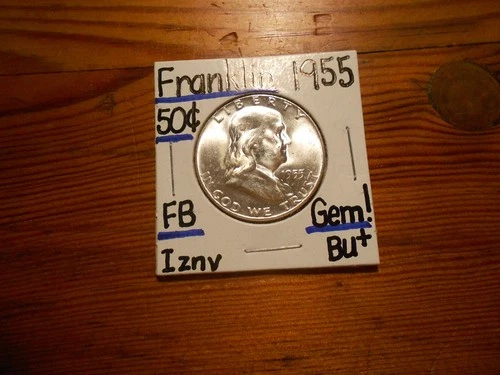 Franklin 1955
50¢
LIBERTY
1955
IN GOD WE TRUST
FB
Gem!
Iznv
Bu+